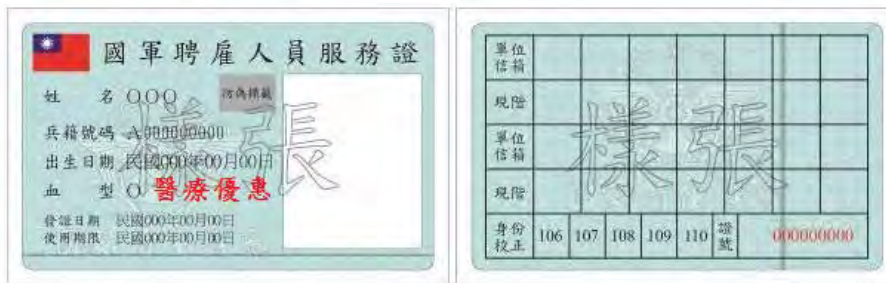 國軍聘雇人員服務證
姓 名 OOO
防偽標籤
兵籍號碼 A000000000
出生日期 民國000年00月00日
血 型 O 醫療優惠
發證日期 民國000年00月00日
使用期限 民國000年00月00日
樣張
單位信箱
現階
單位信箱
現階
身份校正 106 107 108 109 110 證號 000000000
樣張